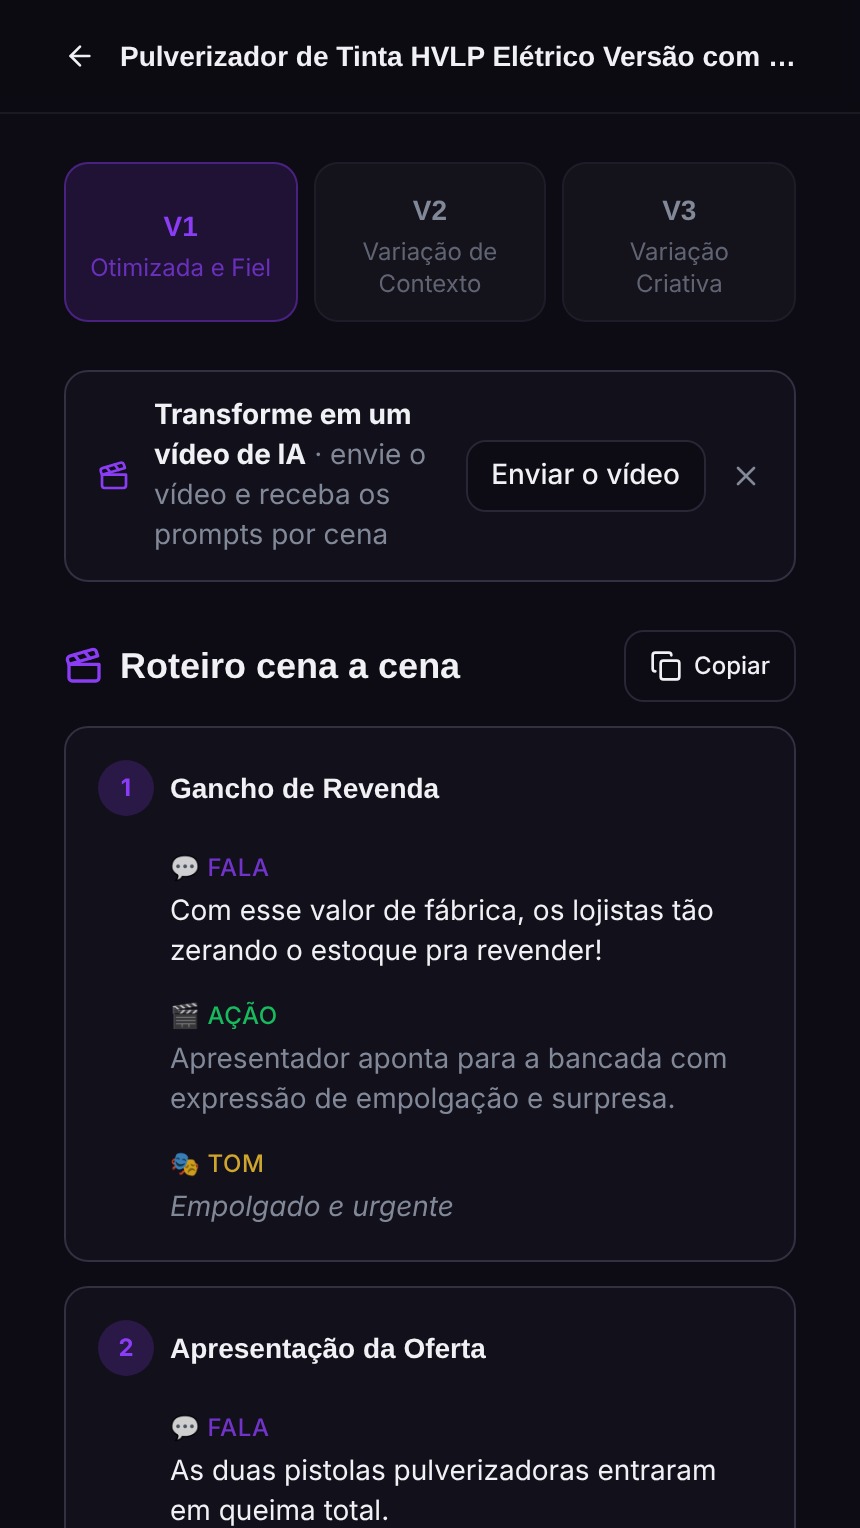 Pulverizador de Tinta HVLP Elétrico Versão com ...
V1
Otimizada e Fiel
V2
Variação de
Contexto
V3
Variação
Criativa
Transforme em um
vídeo de IA · envie o
vídeo e receba os
prompts por cena
Enviar o vídeo
Roteiro cena a cena
Copiar
1
Gancho de Revenda
FALA
Com esse valor de fábrica, os lojistas tão
zerando o estoque pra revender!
AÇÃO
Apresentador aponta para a bancada com
expressão de empolgação e surpresa.
TOM
Empolgado e urgente
2
Apresentação da Oferta
FALA
As duas pistolas pulverizadoras entraram
em queima total.